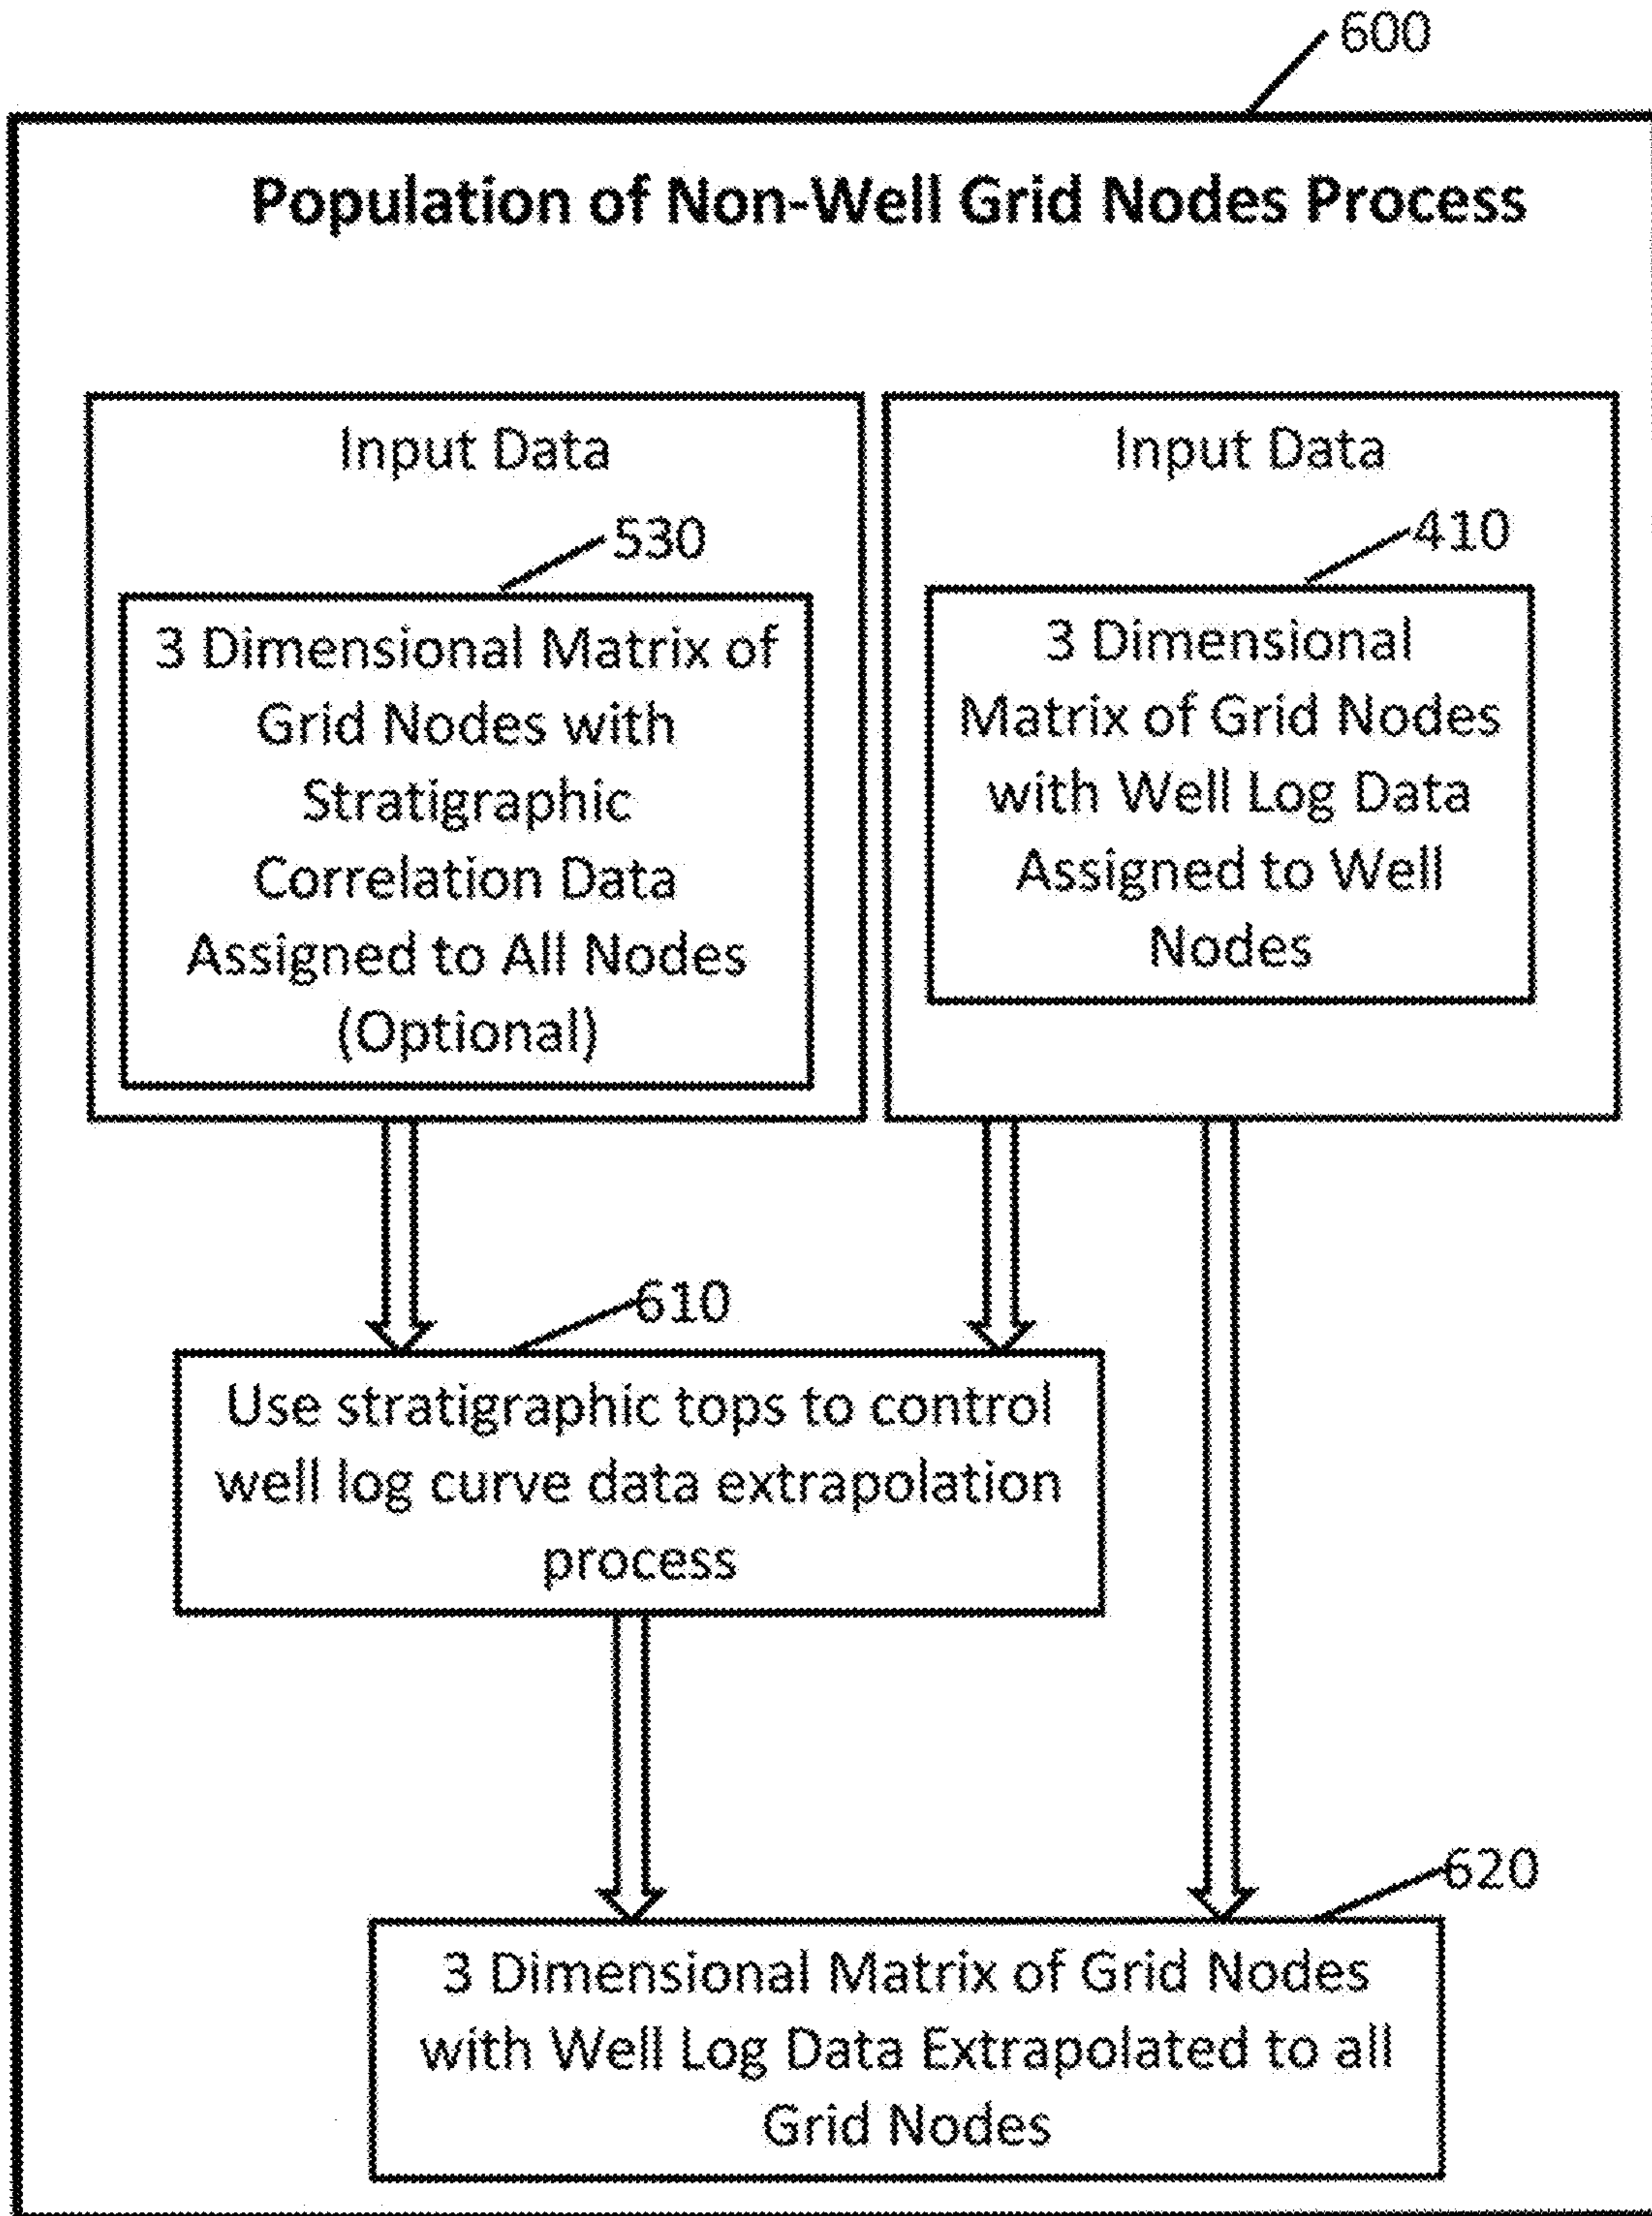 600
Population of Non-Well Grid Nodes Process
Input Data
530
3 Dimensional Matrix of
Grid Nodes with
Stratigraphic
Correlation Data
Assigned to All Nodes
(Optional)
Input Data
410
3 Dimensional
Matrix of Grid Nodes
with Well Log Data
Assigned to Well
Nodes
610
Use stratigraphic tops to control
well log curve data extrapolation
process
620
3 Dimensional Matrix of Grid Nodes
with Well Log Data Extrapolated to all
Grid Nodes